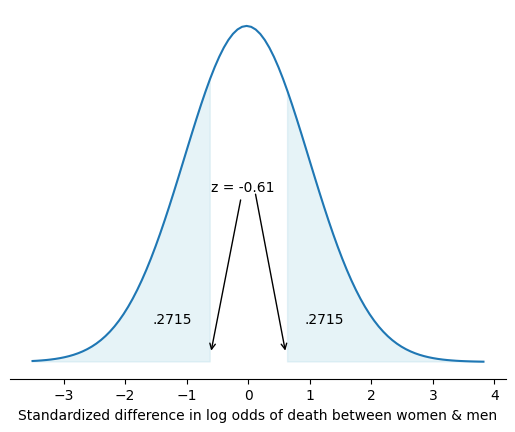 z = -0.61
.2715 .2715
−3 −2 −1 0 1 2 3 4
Standardized difference in log odds of death between women & men